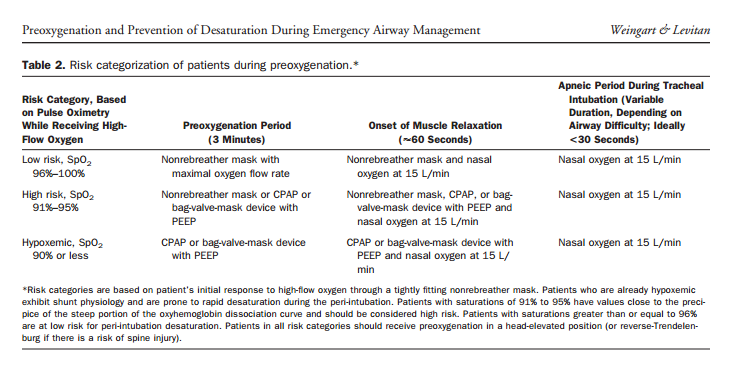 Preoxygenation and Prevention of Desaturation During Emergency Airway Management Weingart & Levitan
Table 2. Risk categorization of patients during preoxygenation.*
Risk Category, Based
on Pulse Oximetry
While Receiving High-
Flow Oxygen
Preoxygenation Period
(3 Minutes)
Onset of Muscle Relaxation
(≈60 Seconds)
Apneic Period During Tracheal
Intubation (Variable
Duration, Depending on
Airway Difficulty; Ideally
<30 Seconds)
Low risk, SpO2
96%–100%
Nonrebreather mask with
maximal oxygen flow rate
Nonrebreather mask and nasal
oxygen at 15 L/min
Nasal oxygen at 15 L/min
High risk, SpO2
91%–95%
Nonrebreather mask or CPAP or
bag-valve-mask device with
PEEP
Nonrebreather mask, CPAP, or bag-
valve-mask device with PEEP and
nasal oxygen at 15 L/min
Nasal oxygen at 15 L/min
Hypoxemic, SpO2
90% or less
CPAP or bag-valve-mask device
with PEEP
CPAP or bag-valve-mask device with
PEEP and nasal oxygen at 15 L/
min
Nasal oxygen at 15 L/min
*Risk categories are based on patient's initial response to high-flow oxygen through a tightly fitting nonrebreather mask. Patients who are already hypoxemic
exhibit shunt physiology and are prone to rapid desaturation during the peri-intubation. Patients with saturations of 91% to 95% have values close to the preci-
pice of the steep portion of the oxyhemoglobin dissociation curve and should be considered high risk. Patients with saturations greater than or equal to 96%
are at low risk for peri-intubation desaturation. Patients in all risk categories should receive preoxygenation in a head-elevated position (or reverse-Trendelen-
burg if there is a risk of spine injury).